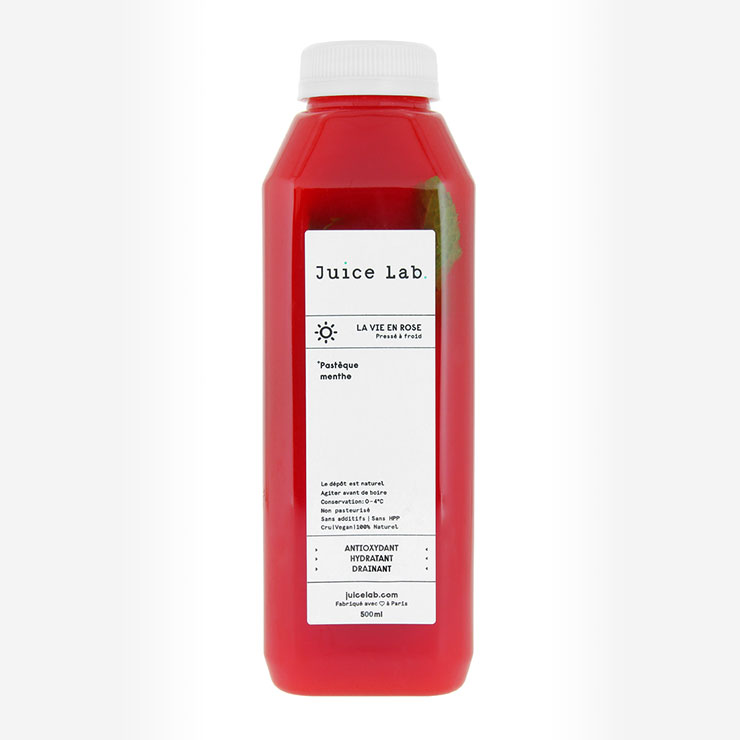 Juice Lab.
LA VIE EN ROSE
Pressé à froid
*Pastèque
menthe
Le dépôt est naturel
Agiter avant de boire
Conservation: 0-4°C
Non pasteurisé
Sans additifs | Sans HPP
Cru|Vegan|100% Naturel
ANTIOXYDANT
HYDRATANT
DRAINANT
juicelab.com
Fabriqué avec ♡ à Paris
500ml